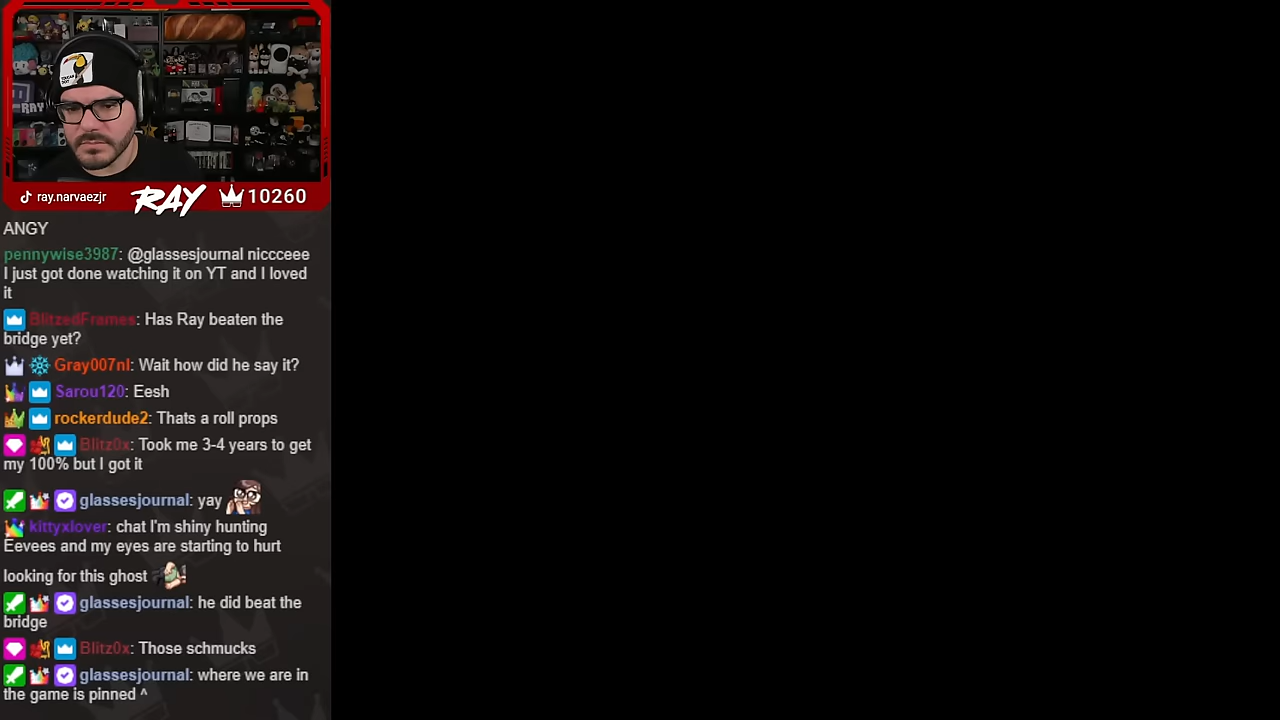 ray.narvaezjr RAY 10260
ANGY
pennywise3987: @glassesjournal niccceee
I just got done watching it on YT and I loved
it
BlitzedFrames: Has Ray beaten the
bridge yet?
Gray007nl: Wait how did he say it?
Sarou120: Eesh
rockerdude2: Thats a roll props
Blitz0x: Took me 3-4 years to get
my 100% but I got it
glassesjournal: yay
kittyxlover: chat I'm shiny hunting
Eevees and my eyes are starting to hurt
looking for this ghost
glassesjournal: he did beat the
bridge
Blitz0x: Those schmucks
glassesjournal: where we are in
the game is pinned ^